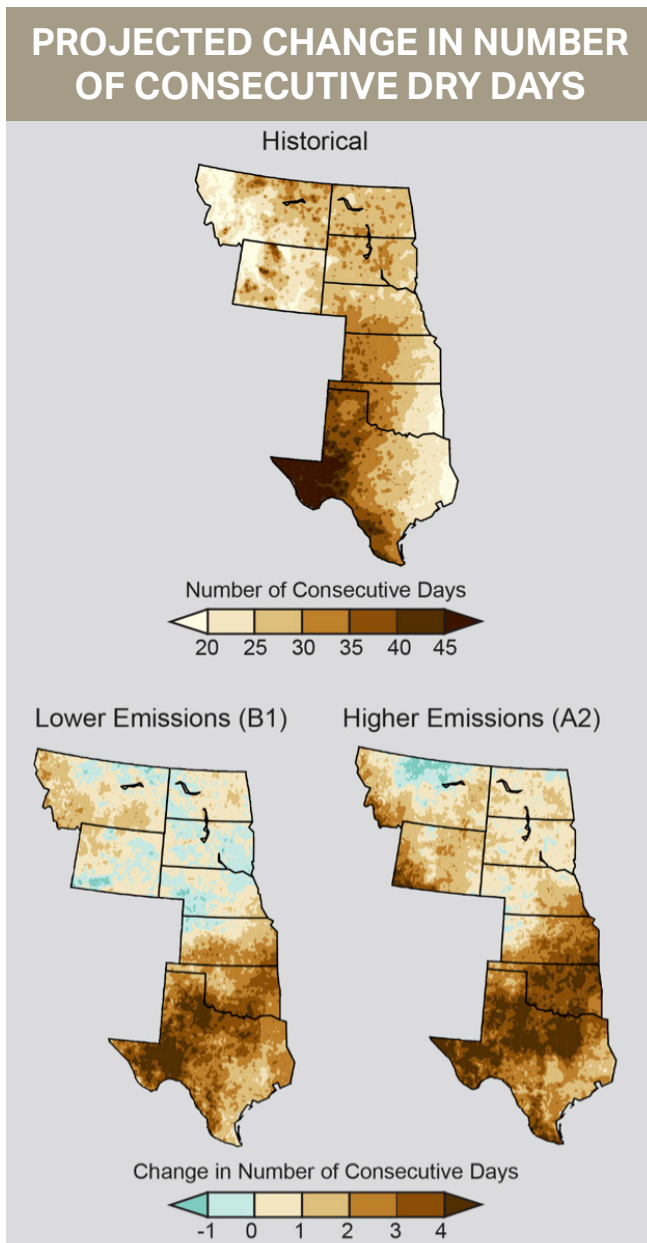 PROJECTED CHANGE IN NUMBER
OF CONSECUTIVE DRY DAYS
Historical
Number of Consecutive Days
20 25 30 35 40 45
Lower Emissions (B1)
Higher Emissions (A2)
Change in Number of Consecutive Days
-1 0 1 2 3 4